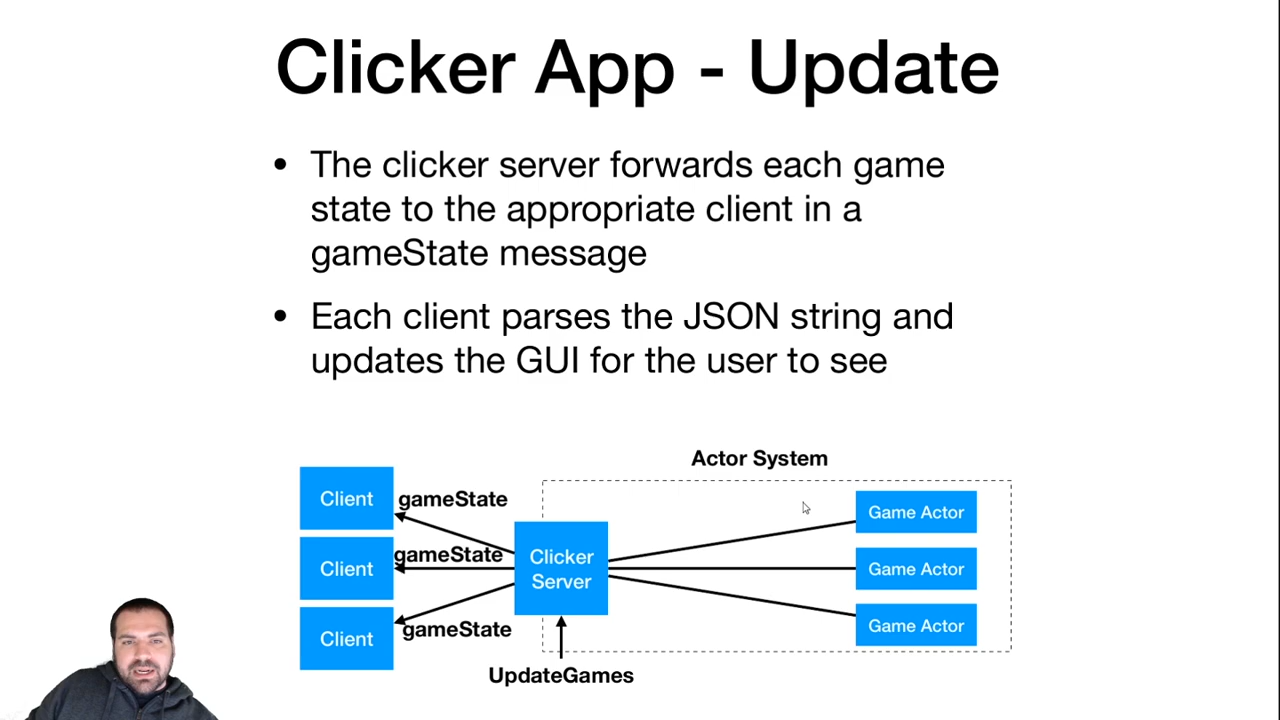 Clicker App - Update
• The clicker server forwards each game
state to the appropriate client in a
gameState message
• Each client parses the JSON string and
updates the GUI for the user to see
Actor System
Client
gameState
Game Actor
Clicker
Server
Client
gameState
Game Actor
Client
gameState
Game Actor
UpdateGames